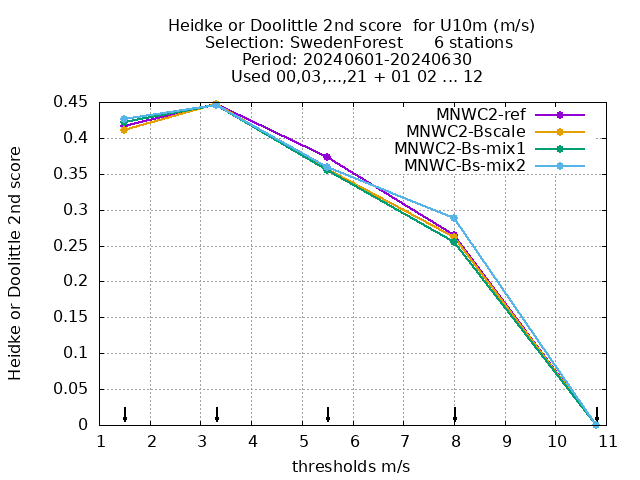 Heidke or Doolittle 2nd score  for U10m (m/s)
Selection: SwedenForest      6 stations
Period: 20240601-20240630
Used 00,03,...,21 + 01 02 ... 12
MNWC2-ref
MNWC2-Bscale
MNWC2-Bs-mix1
MNWC-Bs-mix2
Heidke or Doolittle 2nd score
0.45
0.4
0.35
0.3
0.25
0.2
0.15
0.1
0.05
0
1 2 3 4 5 6 7 8 9 10 11
thresholds m/s